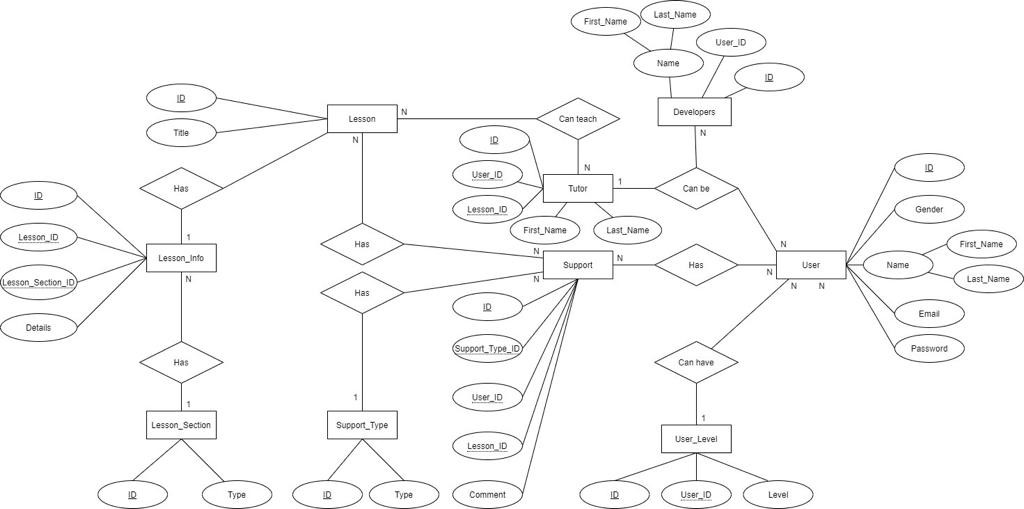 First_Name
Last_Name
User_ID
Name
ID
ID
Title
Lesson
N
N
Can teach
Developers
N
ID
User_ID
Lesson_ID
N
Tutor
1
First_Name
Last_Name
Can be
N
ID
Gender
Name
First_Name
Last_Name
Email
Password
User
N
N
N
Has
1
ID
Lesson_ID
Lesson_Section_ID
Details
Lesson_Info
N
Has
Has
N
N
Support
N
Has
ID
Support_Type_ID
User_ID
Lesson_ID
Comment
Can have
Has
1
1
1
Lesson_Section
Support_Type
User_Level
ID
Type
ID
Type
ID
User_ID
Level